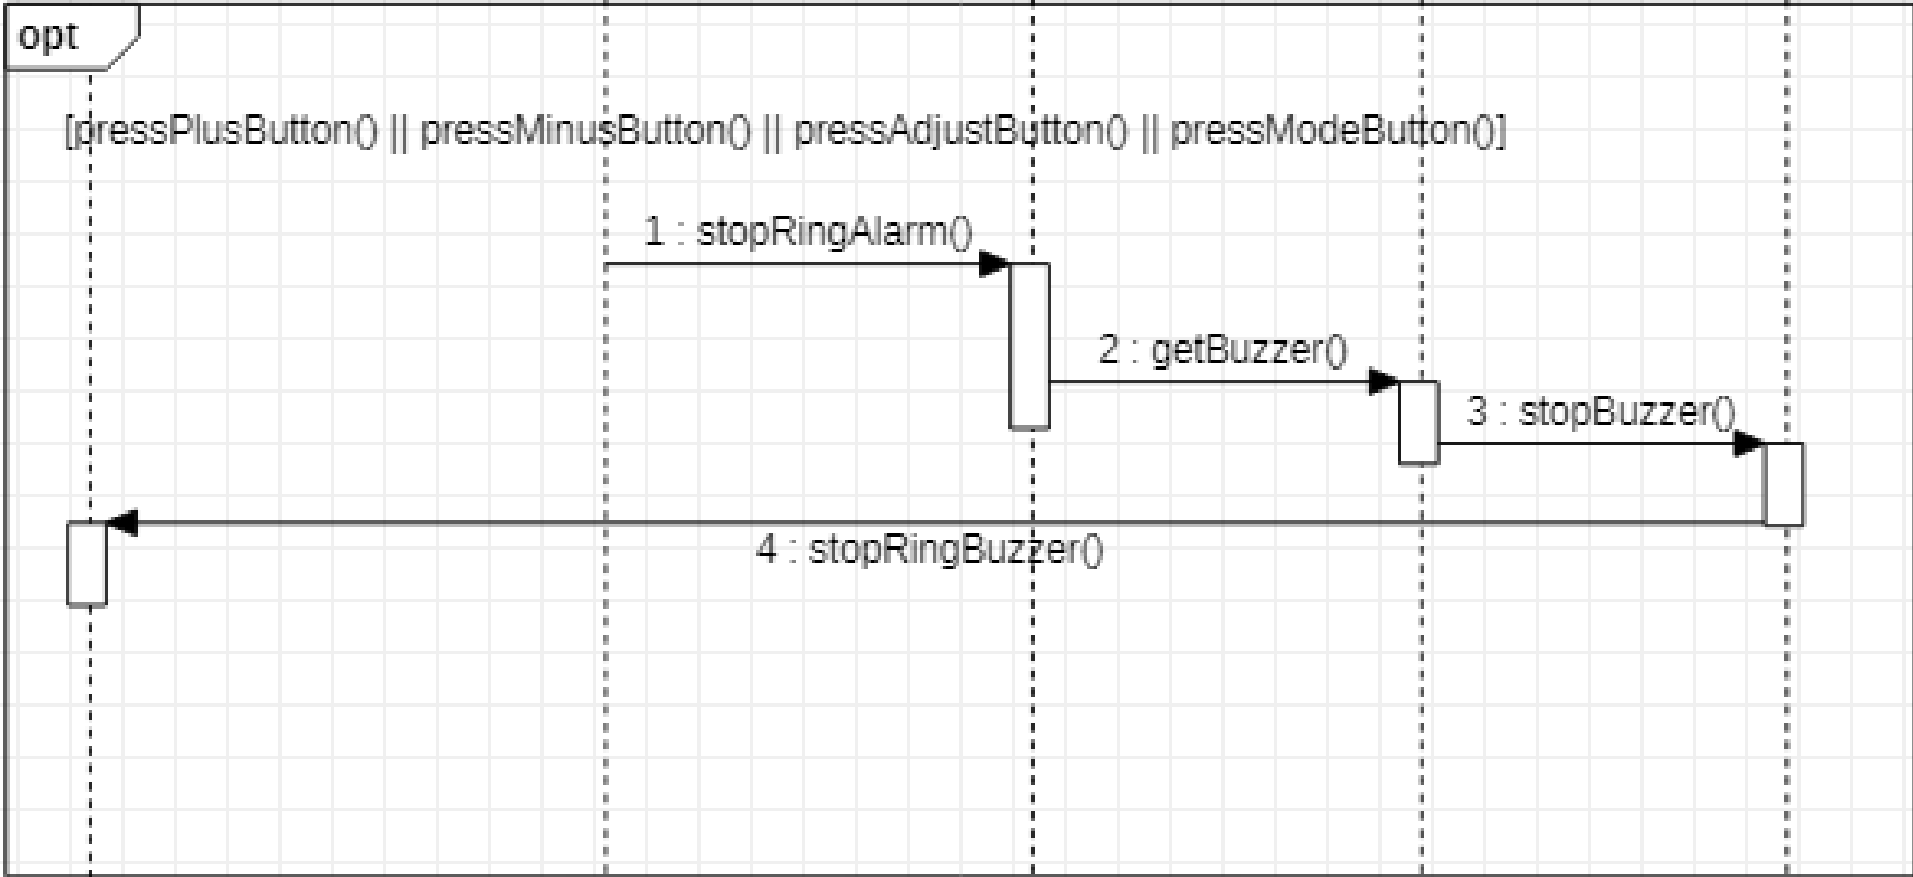 opt
[pressPlusButton() || pressMinusButton() || pressAdjustButton() || pressModeButton()]
1 : stopRingAlarm()
2 : getBuzzer()
3 : stopBuzzer()
4 : stopRingBuzzer()